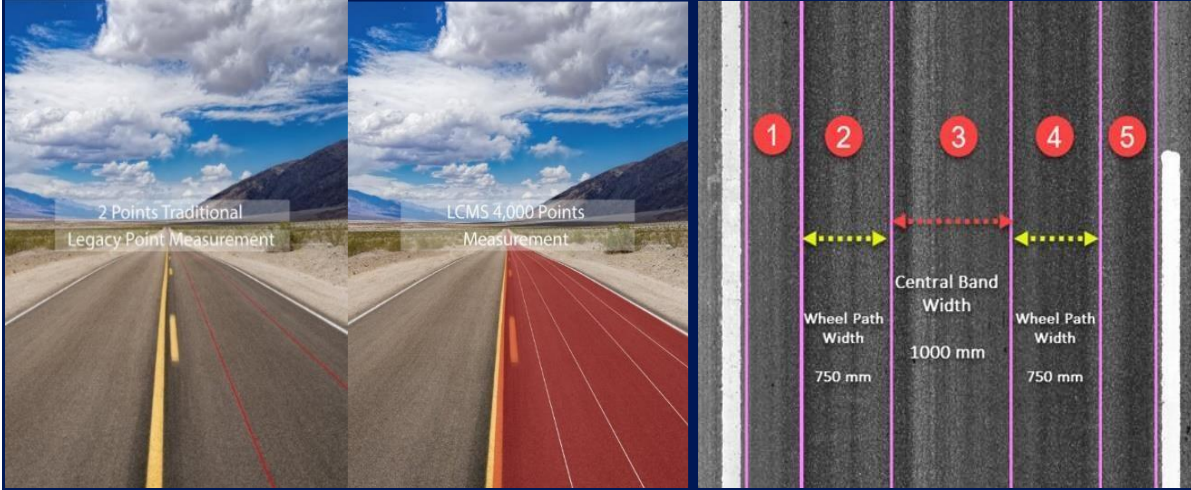 2 Points Traditional
Legacy Point Measurement
LCMS 4,000 Points
Measurement
1
2
3
4
5
Central Band
Width
1000 mm
Wheel Path
Width
750 mm
Wheel Path
Width
750 mm